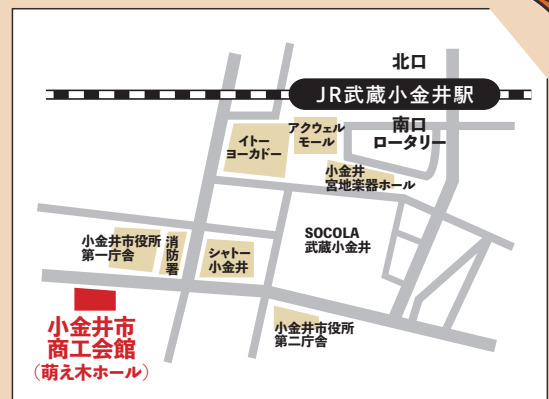 北口
JR武蔵小金井駅
南口
ロータリー
アクウェル
モール
イトー
ヨーカドー
小金井
宮地楽器ホール
SOCOLA
武蔵小金井
小金井市役所
第一庁舎
消防署
シャトー
小金井
小金井市
商工会館
(萌え木ホール)
小金井市役所
第二庁舎